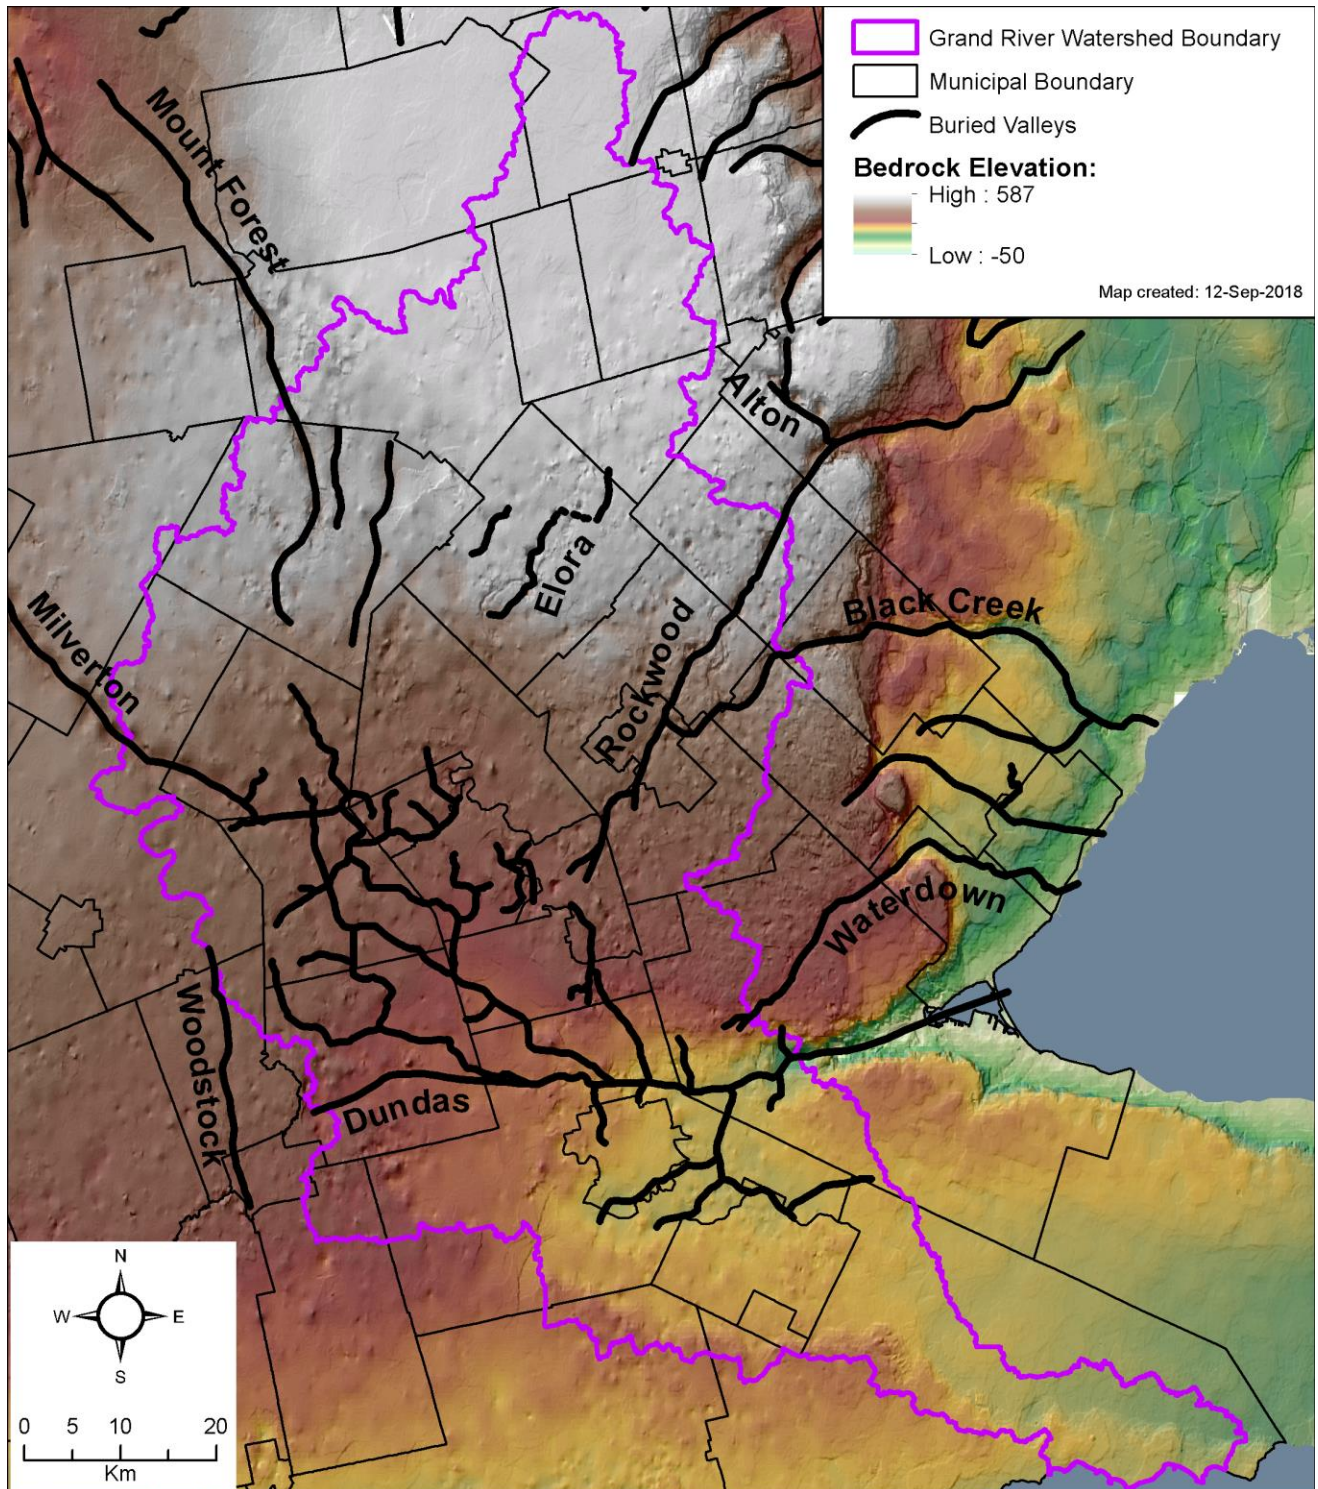 Grand River Watershed Boundary
Municipal Boundary
Buried Valleys
Bedrock Elevation:
High : 587
Low : -50
Map created: 12-Sep-2018
Mount Forest
Alton
Elora
Black Creek
Milverton
Rockwood
Waterdown
Woodstock
Dundas
N
W E
S
0 5 10 20
Km